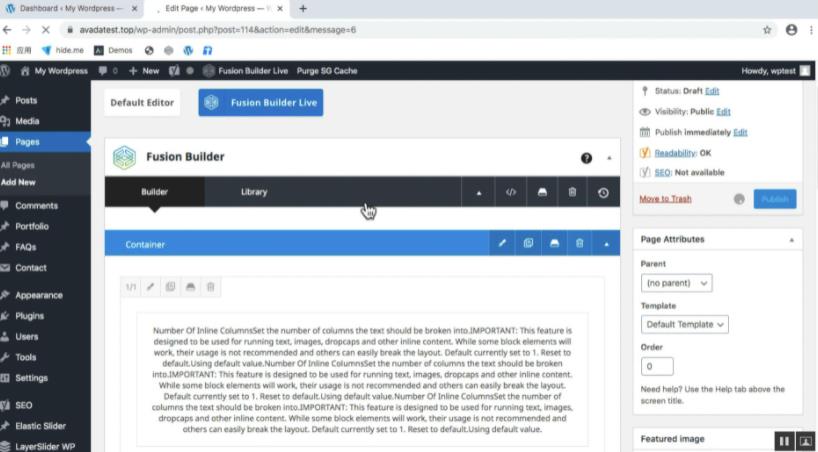 Dashboard ‹ My Wordpress —
Edit Page ‹ My Wordpress —
avadatest.top/wp-admin/post.php?post=114&action=edit&message=6
应用
hide.me
Demos
My Wordpress
0
New
Fusion Builder Live
Purge SG Cache
Howdy, wptest
Posts
Media
Pages
All Pages
Add New
Comments
Portfolio
FAQs
Contact
Appearance
Plugins
Users
Tools
Settings
SEO
Elastic Slider
LayerSlider WP
Default Editor
Fusion Builder Live
Fusion Builder
Builder
Library
Container
1/1
Number Of Inline ColumnsSet the number of columns the text should be broken into.IMPORTANT: This feature is
designed to be used for running text, images, dropcaps and other inline content. While some block elements will
work, their usage is not recommended and others can easily break the layout. Default currently set to 1. Reset to
default.Using default value.Number Of Inline ColumnsSet the number of columns the text should be broken
into.IMPORTANT: This feature is designed to be used for running text, images, dropcaps and other inline content.
While some block elements will work, their usage is not recommended and others can easily break the layout.
Default currently set to 1. Reset to default.Using default value.Number Of Inline ColumnsSet the number of
columns the text should be broken into.IMPORTANT: This feature is designed to be used for running text, images,
dropcaps and other inline content. While some block elements will work, their usage is not recommended and
others can easily break the layout. Default currently set to 1. Reset to default.Using default value.
Status: Draft Edit
Visibility: Public Edit
Publish immediately Edit
Readability: OK
SEO: Not available
Move to Trash
Publish
Page Attributes
Parent
(no parent)
Template
Default Template
Order
0
Need help? Use the Help tab above the
screen title.
Featured image